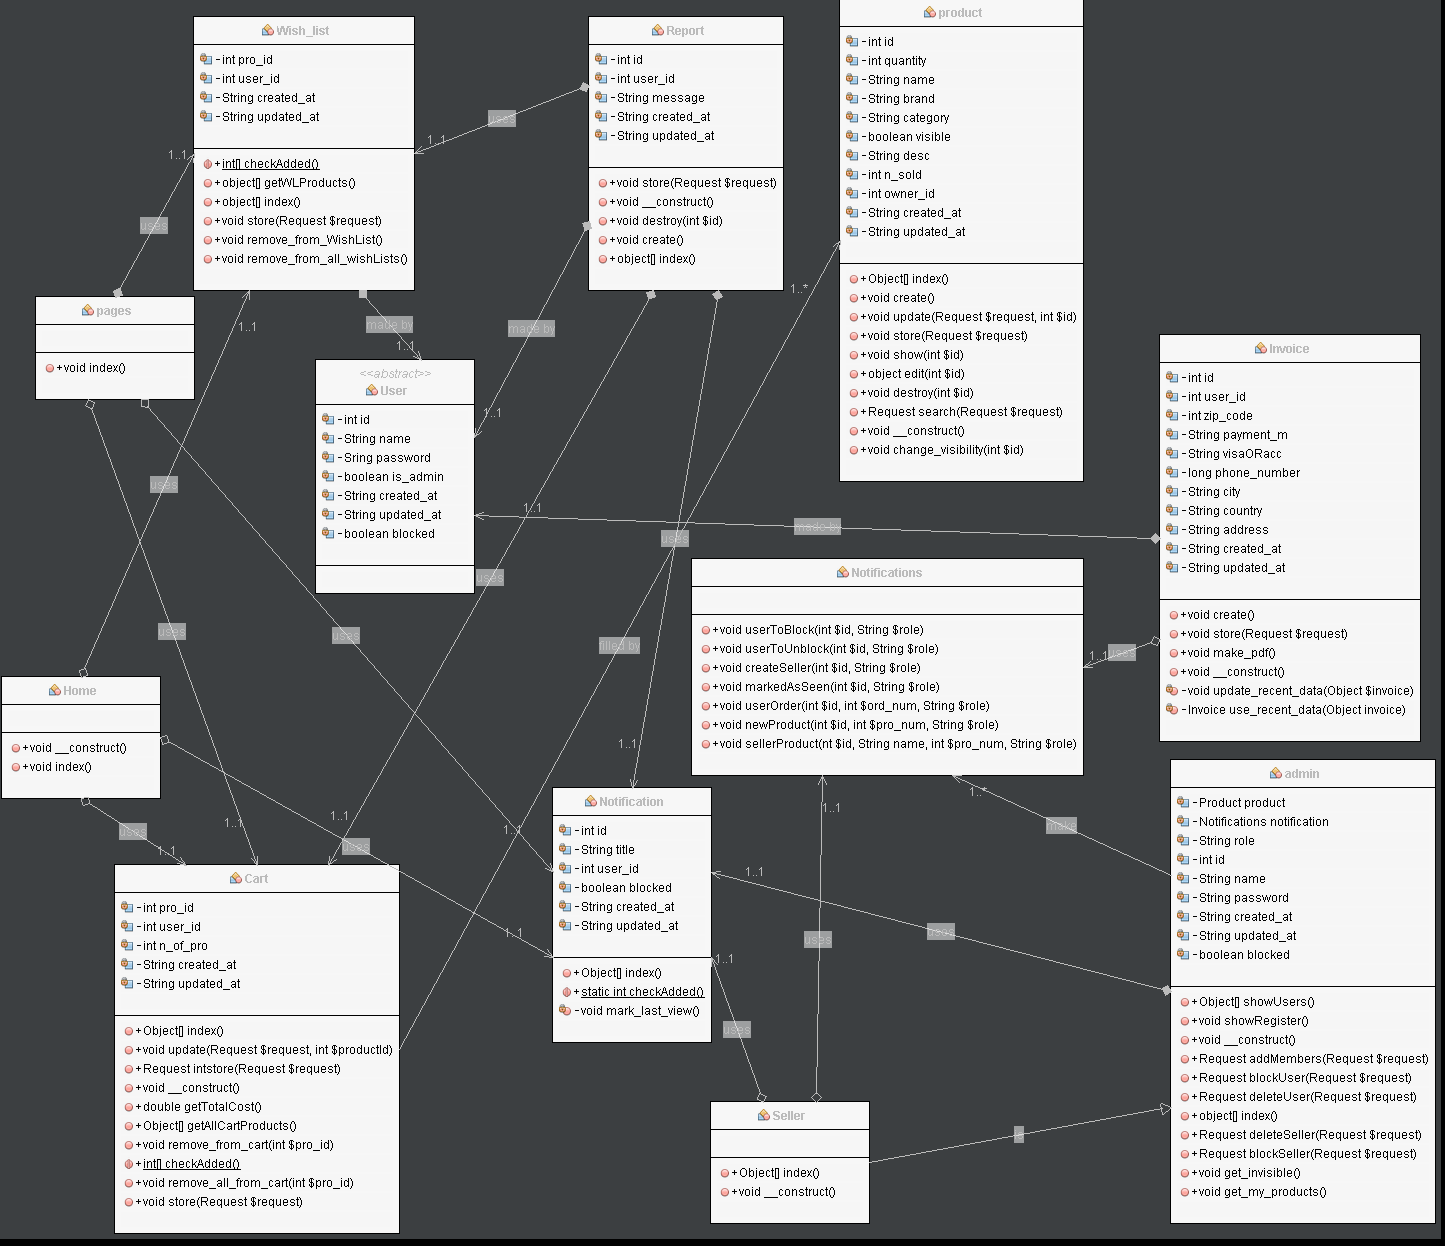 Wish_list
- int pro_id
- int user_id
- String created_at
- String updated_at
+ int[] checkAdded()
+ object[] getWLProducts()
+ object[] index()
+ void store(Request $request)
+ void remove_from_WishList()
+ void remove_from_all_wishLists()
Report
- int id
- int user_id
- String message
- String created_at
- String updated_at
+ void store(Request $request)
+ void __construct()
+ void destroy(int $id)
+ void create()
+ object[] index()
product
- int id
- int quantity
- String name
- String brand
- String category
- boolean visible
- String desc
- int n_sold
- int owner_id
- String created_at
- String updated_at
+ Object[] index()
+ void create()
+ void update(Request $request, int $id)
+ void store(Request $request)
+ void show(int $id)
+ object edit(int $id)
+ void destroy(int $id)
+ Request search(Request $request)
+ void __construct()
+ void change_visibility(int $id)
uses
1..1
1..1
uses
1..*
1..1
made by
1..1
made by
1..1
pages
+ void index()
<<abstract>>
User
- int id
- String name
- Sring password
- boolean is_admin
- String created_at
- String updated_at
- boolean blocked
Invoice
- int id
- int user_id
- int zip_code
- String payment_m
- String visaORacc
- long phone_number
- String city
- String country
- String address
- String created_at
- String updated_at
+ void create()
+ void store(Request $request)
+ void make_pdf()
+ void __construct()
- void update_recent_data(Object $invoice)
- Invoice use_recent_data(Object invoice)
uses
1..1
made by
uses
uses
uses
uses
filled by
1..1
uses
Notifications
+ void userToBlock(int $id, String $role)
+ void userToUnblock(int $id, String $role)
+ void createSeller(int $id, String $role)
+ void markedAsSeen(int $id, String $role)
+ void userOrder(int $id, int $ord_num, String $role)
+ void newProduct(int $id, int $pro_num, String $role)
+ void sellerProduct(nt $id, String name, int $pro_num, String $role)
Home
+ void __construct()
+ void index()
1..1
1..*
1..1
make
uses
1..1
1..1
1..1
1..1
uses
1..1
Notification
- int id
- String title
- int user_id
- boolean blocked
- String created_at
- String updated_at
+ Object[] index()
+ static int checkAdded()
- void mark_last_view()
admin
- Product product
- Notifications notification
- String role
- int id
- String name
- String password
- String created_at
- String updated_at
- boolean blocked
+ Object[] showUsers()
+ void showRegister()
+ void __construct()
+ Request addMembers(Request $request)
+ Request blockUser(Request $request)
+ Request deleteUser(Request $request)
+ object[] index()
+ Request deleteSeller(Request $request)
+ Request blockSeller(Request $request)
+ void get_invisible()
+ void get_my_products()
Cart
- int pro_id
- int user_id
- int n_of_pro
- String created_at
- String updated_at
+ Object[] index()
+ void update(Request $request, int $productId)
+ Request intstore(Request $request)
+ void __construct()
+ double getTotalCost()
+ Object[] getAllCartProducts()
+ void remove_from_cart(int $pro_id)
+ int[] checkAdded()
+ void remove_all_from_cart(int $pro_id)
+ void store(Request $request)
1..1
1..1
uses
uses
1..1
uses
Seller
+ Object[] index()
+ void __construct()